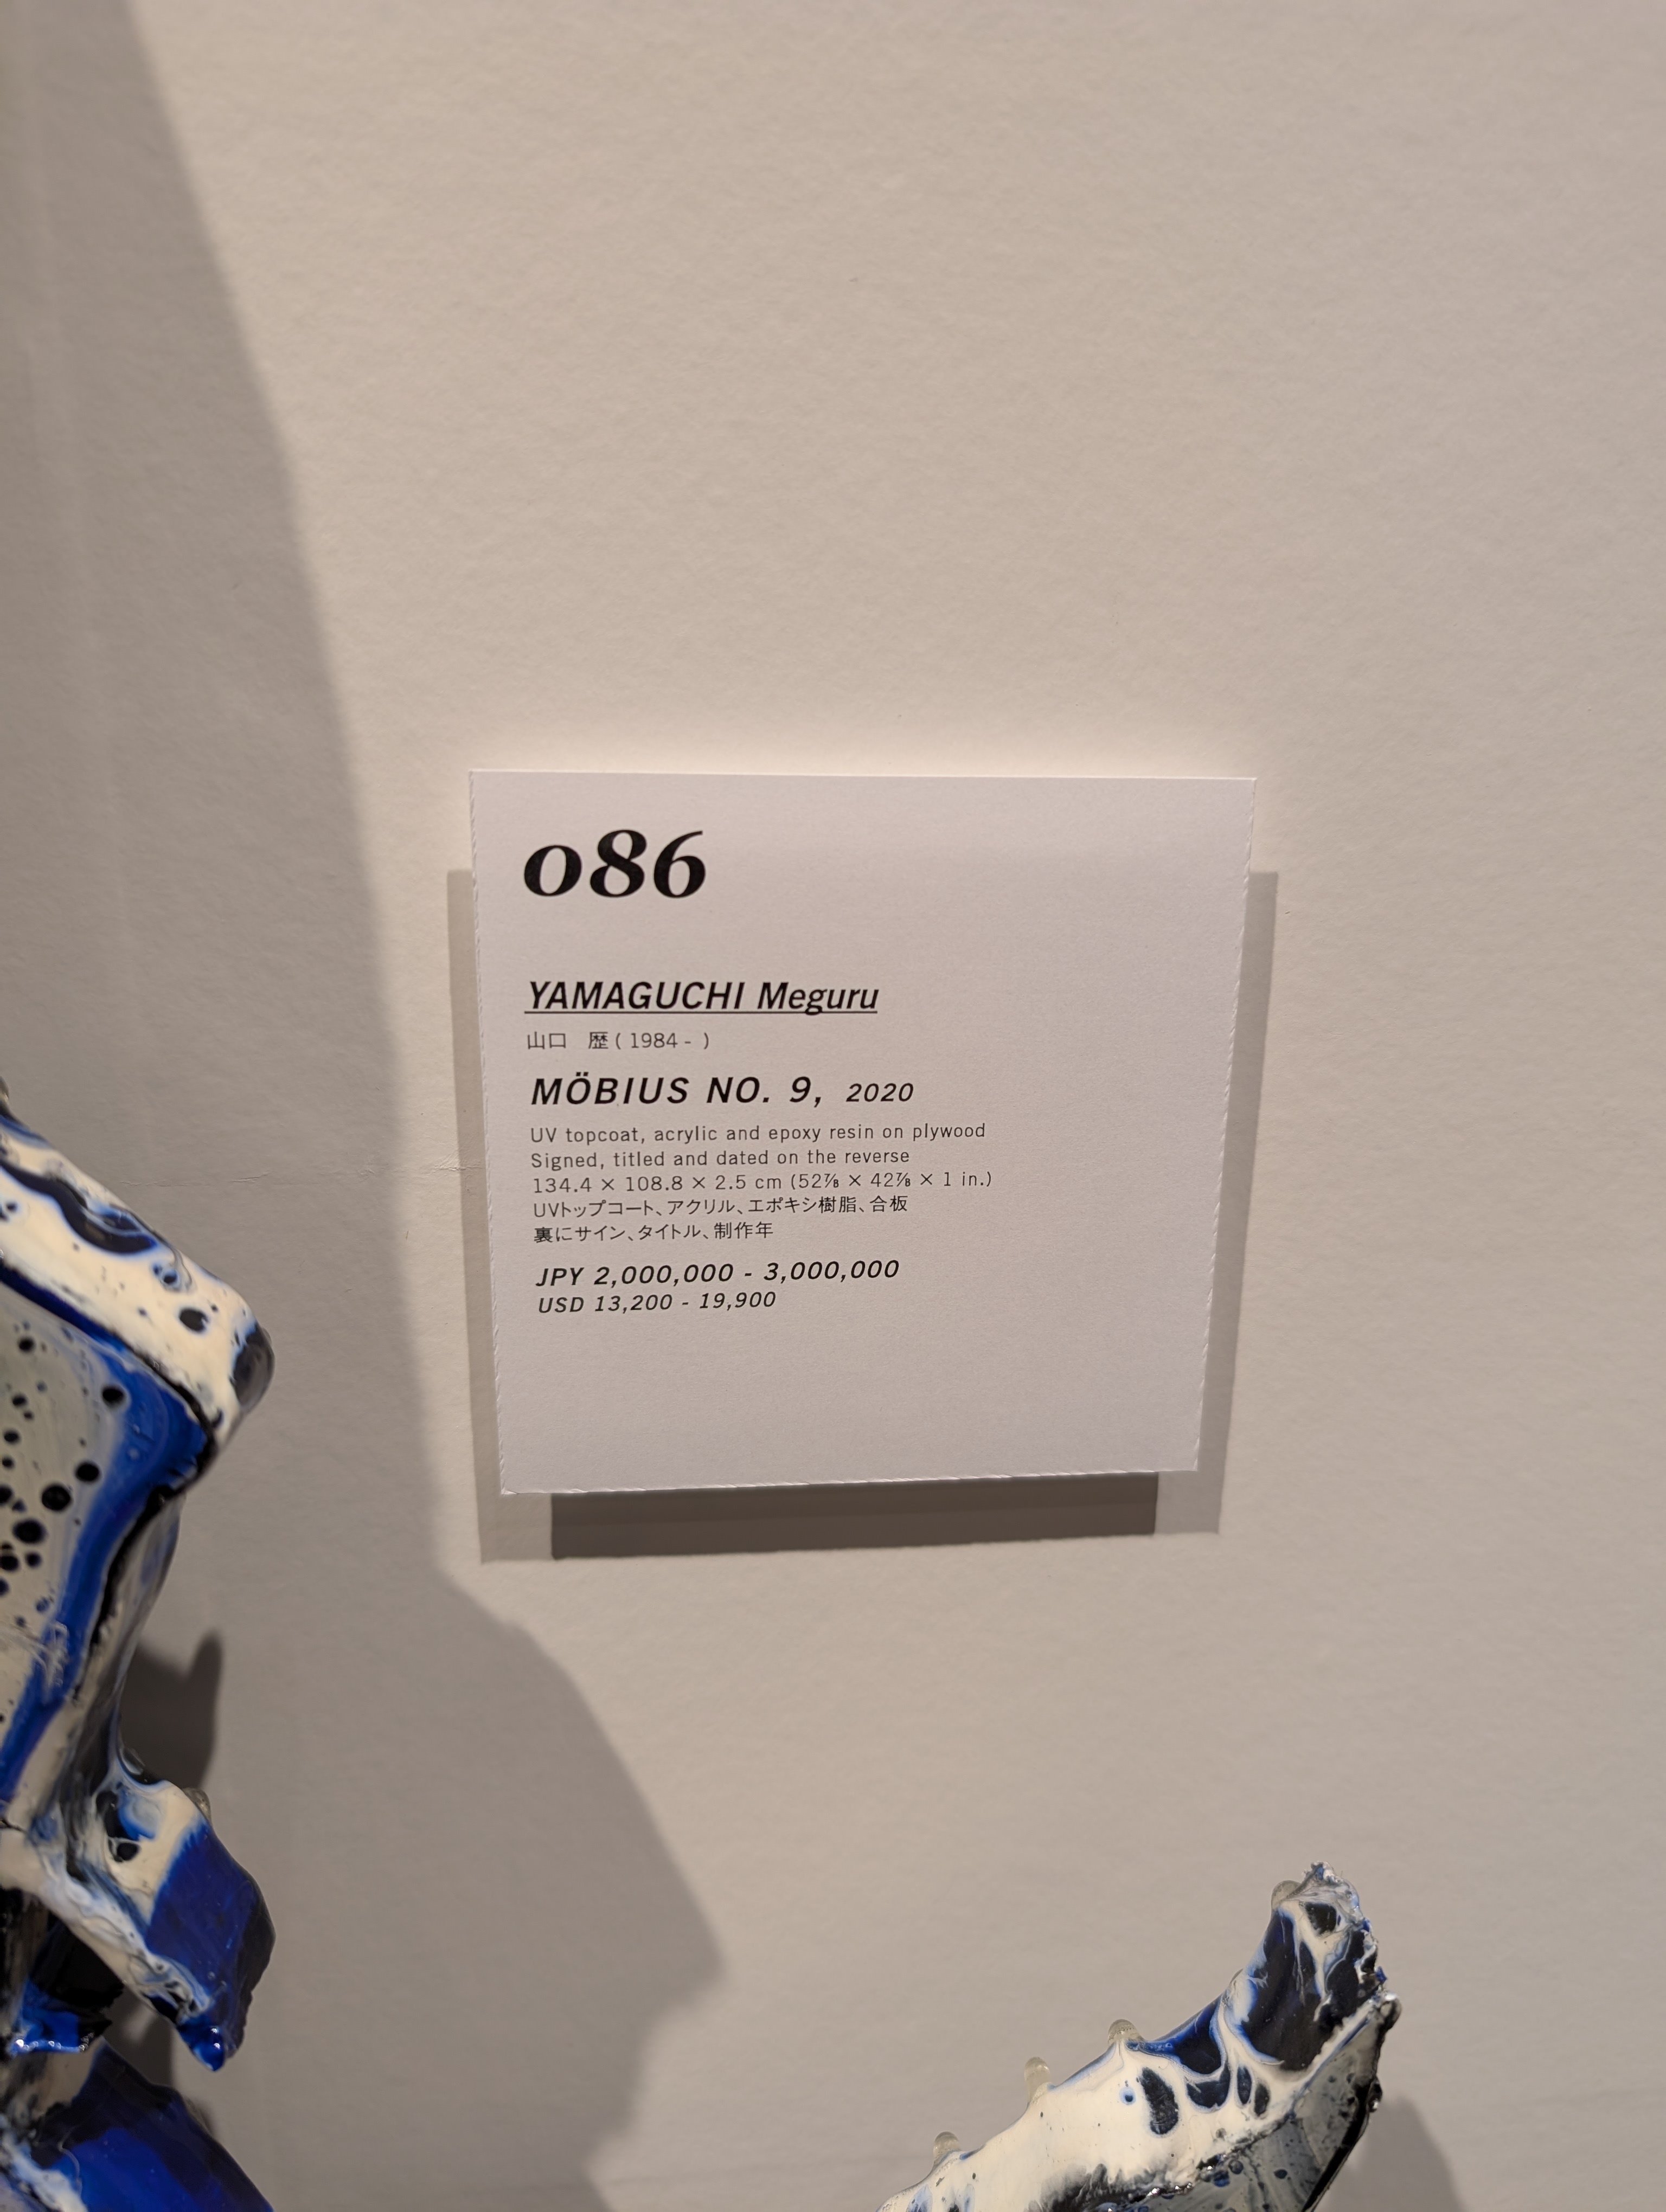 086
YAMAGUCHI Meguru
山口　歴 ( 1984 - )
MÖBIUS NO. 9, 2020
UV topcoat, acrylic and epoxy resin on plywood
Signed, titled and dated on the reverse
134.4 × 108.8 × 2.5 cm (52⅞ × 42⅞ × 1 in.)
UVトップコート、アクリル、エポキシ樹脂、合板
裏にサイン、タイトル、制作年
JPY 2,000,000 - 3,000,000
USD 13,200 - 19,900